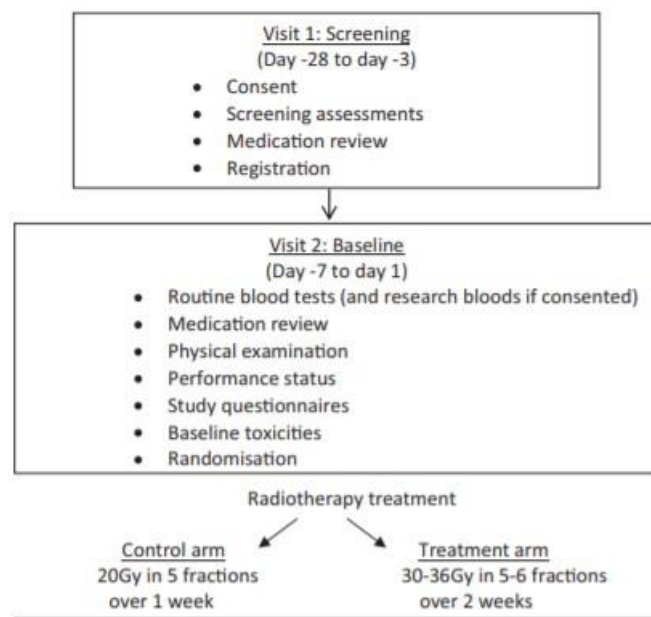 Visit 1: Screening
(Day -28 to day -3)
• Consent
• Screening assessments
• Medication review
• Registration
Visit 2: Baseline
(Day -7 to day 1)
• Routine blood tests (and research bloods if consented)
• Medication review
• Physical examination
• Performance status
• Study questionnaires
• Baseline toxicities
• Randomisation
Radiotherapy treatment
Control arm
20Gy in 5 fractions
over 1 week
Treatment arm
30-36Gy in 5-6 fractions
over 2 weeks